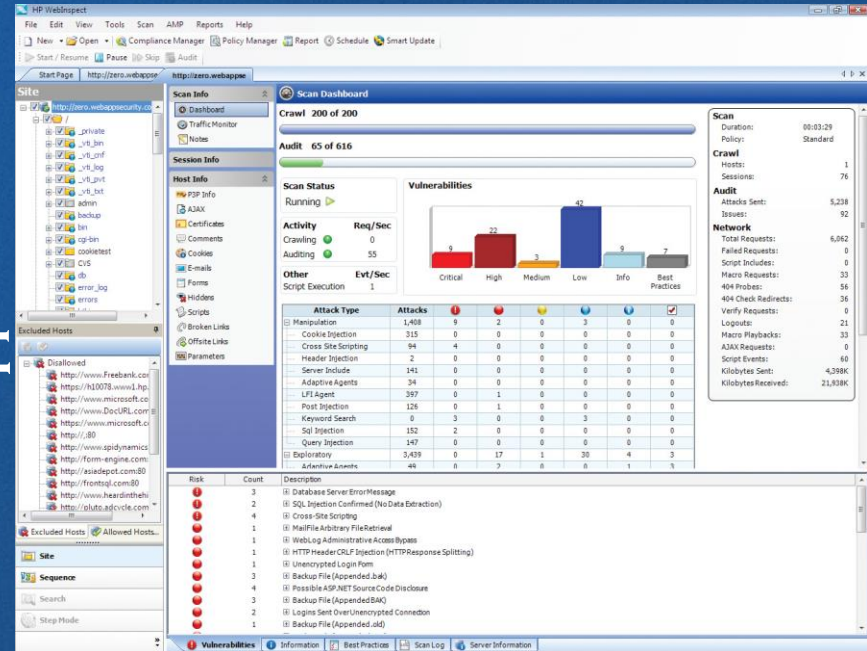 HP WebInspect
File Edit View Tools Scan AMP Reports Help
New Open Compliance Manager Policy Manager Report Schedule Smart Update
Start / Resume Pause Skip Audit
Start Page http://zero.webappse http://zero.webappse
Site
http://zero.webappsecurity.co
/
_private
_vti_bin
_vti_cnf
_vti_log
_vti_pvt
_vti_txt
admin
backup
bin
cgi-bin
cookietest
CVS
db
error_log
errors
Excluded Hosts
Disallowed
http://www.Freebank.com
https://h10078.www1.hp.
http://www.microsoft.co
http://www.DocURL.com
https://www.microsoft.c
http://,:80
http://www.spidynamics
http://form-engine.com:
http://asiadepot.com:80
http://frontsql.com:80
http://www.heardinthehi
http://pluto.adcycle.com
Excluded Hosts Allowed Hosts...
Site
Sequence
Search
Step Mode
Scan Info
Dashboard
Traffic Monitor
Notes
Session Info
Host Info
P3P Info
AJAX
Certificates
Comments
Cookies
E-mails
Forms
Hiddens
Scripts
Broken Links
Offsite Links
Parameters
Scan Dashboard
Crawl 200 of 200
Audit 65 of 616
Scan Status
Running
Activity Req/Sec
Crawling 0
Auditing 55
Other Evt/Sec
Script Execution 1
Vulnerabilities
9 22 3 42 9 7
Critical High Medium Low Info Best Practices
Scan
Duration: 00:03:29
Policy: Standard
Crawl
Hosts: 1
Sessions: 76
Audit
Attacks Sent: 5,238
Issues: 92
Network
Total Requests: 6,062
Failed Requests: 0
Script Includes: 0
Macro Requests: 33
404 Probes: 56
404 Check Redirects: 36
Verify Requests: 0
Logouts: 21
Macro Playbacks: 33
AJAX Requests: 0
Script Events: 60
Kilobytes Sent: 4,398K
Kilobytes Received: 21,938K
Attack Type Attacks
Manipulation 1,408 9 2 0 3 0 0
Cookie Injection 315 0 0 0 0 0 0
Cross Site Scripting 94 4 0 0 0 0 0
Header Injection 2 0 0 0 0 0 0
Server Include 141 0 0 0 0 0 0
Adaptive Agents 34 0 0 0 0 0 0
LFI Agent 397 0 1 0 0 0 0
Post Injection 126 0 1 0 0 0 0
Keyword Search 0 3 0 0 3 0 0
Sql Injection 152 2 0 0 0 0 0
Query Injection 147 0 0 0 0 0 0
Exploratory 3,439 0 17 1 30 4 3
Adaptive Agents 49 0 2 0 0 1 3
Risk Count Description
3 Database Server Error Message
2 SQL Injection Confirmed (No Data Extraction)
4 Cross-Site Scripting
1 MailFile Arbitrary File Retrieval
1 WebLog Administrative Access Bypass
1 HTTP Header CRLF Injection (HTTP Response Splitting)
1 Unencrypted Login Form
3 Backup File (Appended .bak)
4 Possible ASP.NET Source Code Disclosure
3 Backup File (Appended BAK)
2 Logins Sent Over Unencrypted Connection
1 Backup File (Appended .old)
Vulnerabilities Information Best Practices Scan Log Server Information